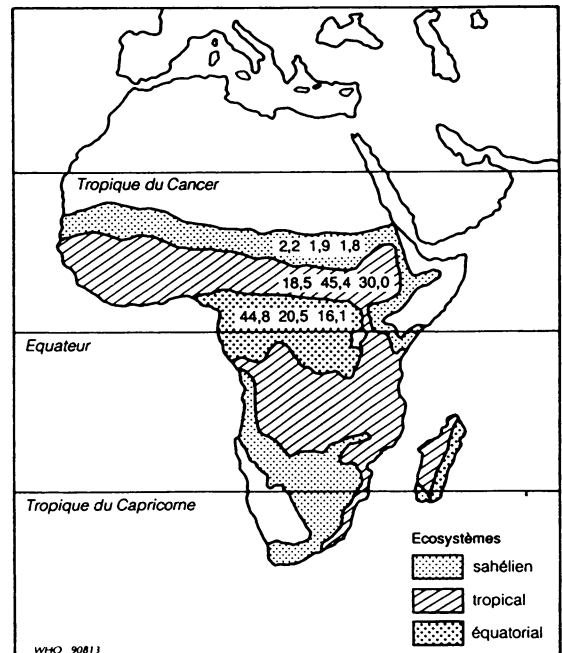 Tropique du Cancer
2,2 1,9 1,8
18,5 45,4 30,0
44,8 20,5 16,1
Equateur
Tropique du Capricorne
Ecosystèmes
sahélien
tropical
équatorial
WHO 90813